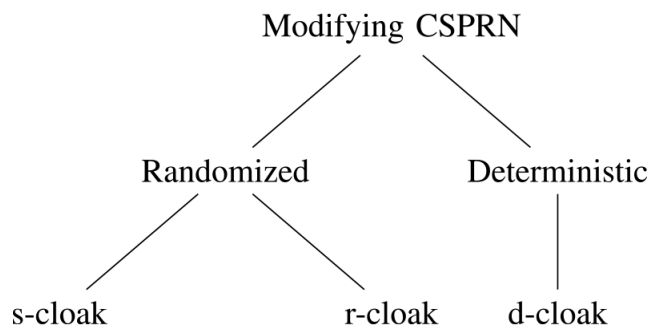 Modifying CSPRN
Randomized Deterministic
s-cloak r-cloak d-cloak